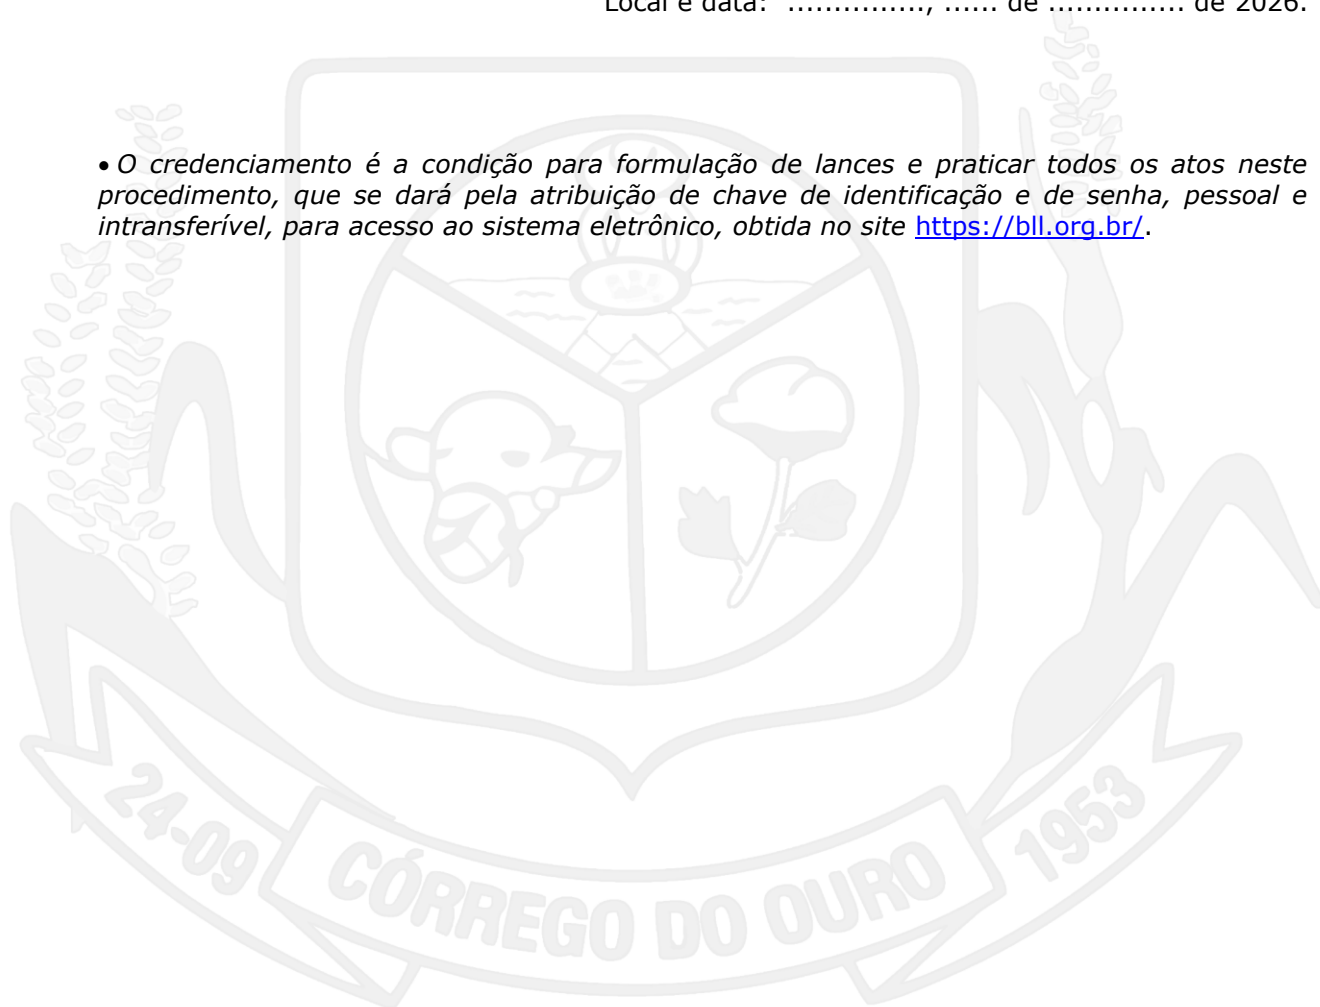 Local e data: ..............., ...... de ............... de 2026.
• O credenciamento é a condição para formulação de lances e praticar todos os atos neste
procedimento, que se dará pela atribuição de chave de identificação e de senha, pessoal e
intransferível, para acesso ao sistema eletrônico, obtida no site https://bll.org.br/.
24-09 CÓRREGO DO OURO 1953